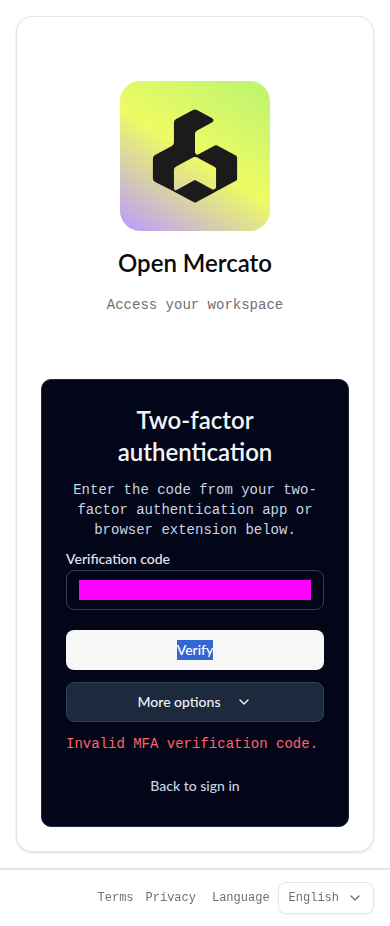 Open Mercato
Access your workspace
Two-factor
authentication
Enter the code from your two-
factor authentication app or
browser extension below.
Verification code
Verify
More options
Invalid MFA verification code.
Back to sign in
Terms Privacy Language English